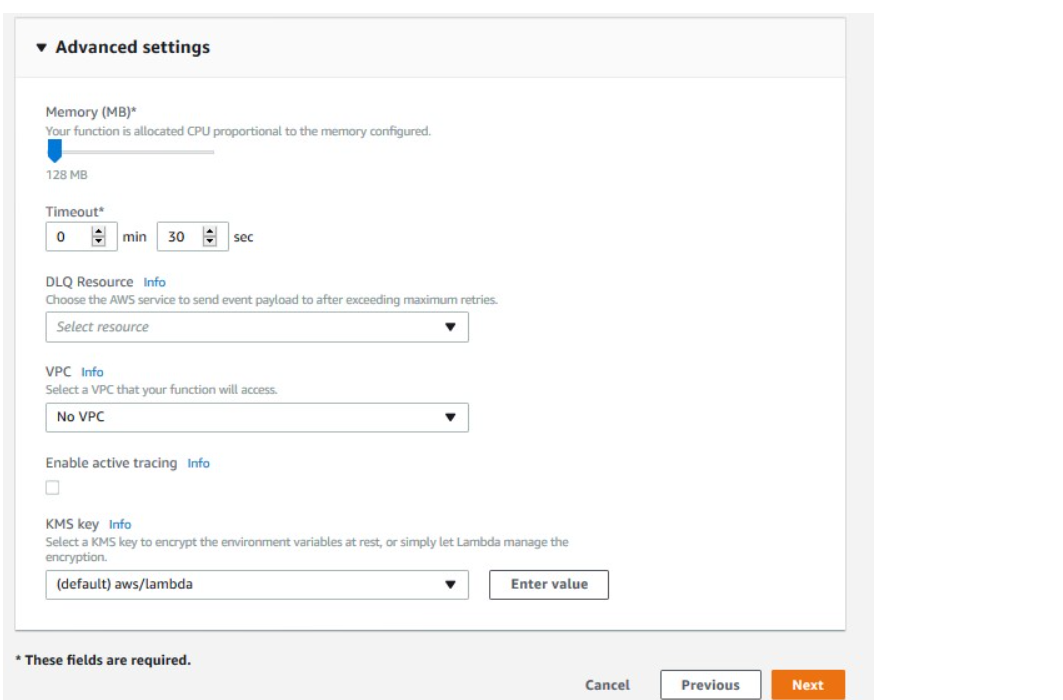 Advanced settings
Memory (MB)*
Your function is allocated CPU proportional to the memory configured.
128 MB
Timeout*
0 min 30 sec
DLQ Resource Info
Choose the AWS service to send event payload to after exceeding maximum retries.
Select resource
VPC Info
Select a VPC that your function will access.
No VPC
Enable active tracing Info
KMS key Info
Select a KMS key to encrypt the environment variables at rest, or simply let Lambda manage the
encryption.
(default) aws/lambda Enter value
* These fields are required.
Cancel Previous Next